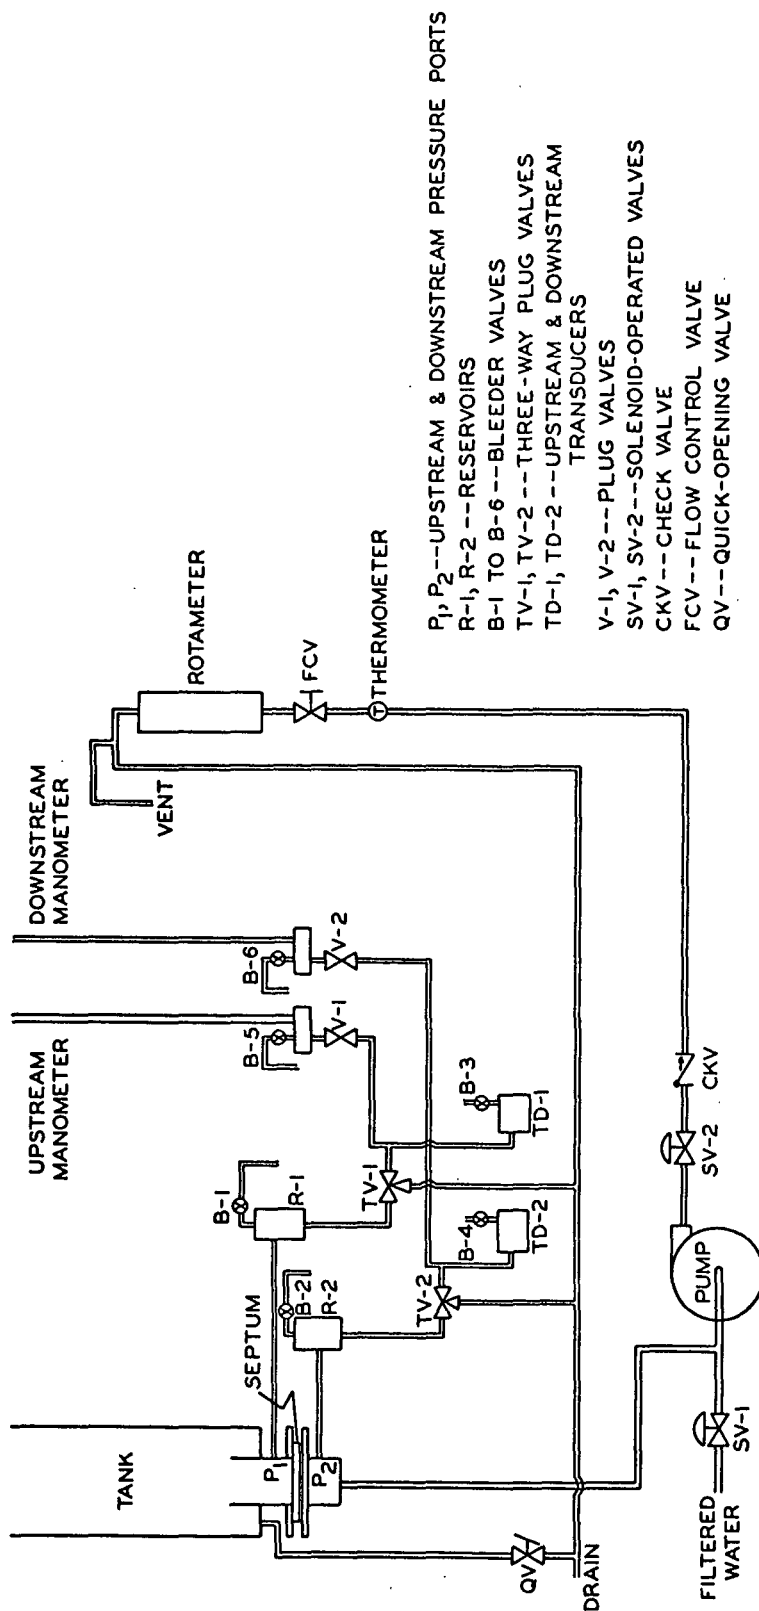 TANK
UPSTREAM
MANOMETER
DOWNSTREAM
MANOMETER
VENT
ROTAMETER
FCV
THERMOMETER
T
B-5
B-6
V-1
V-2
B-1
R-1
B-2
R-2
SEPTUM
P1
P2
TV-1
TV-2
B-3
TD-1
B-4
TD-2
QV
DRAIN
FILTERED
WATER
SV-1
PUMP
SV-2
CKV
P1, P2--UPSTREAM & DOWNSTREAM PRESSURE PORTS
R-1, R-2--RESERVOIRS
B-1 TO B-6--BLEEDER VALVES
TV-1, TV-2--THREE-WAY PLUG VALVES
TD-1, TD-2--UPSTREAM & DOWNSTREAM
TRANSDUCERS
V-1, V-2--PLUG VALVES
SV-1, SV-2--SOLENOID-OPERATED VALVES
CKV--CHECK VALVE
FCV--FLOW CONTROL VALVE
QV--QUICK-OPENING VALVE